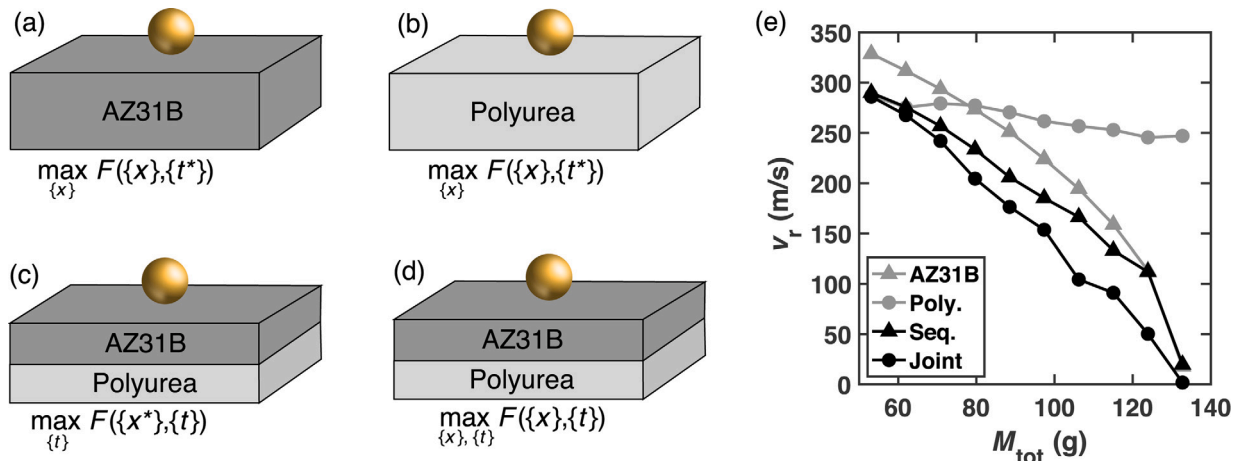 (a)
AZ31B
max F({x},{t*})
{x}
(b)
Polyurea
max F({x},{t*})
{x}
(c)
AZ31B
Polyurea
max F({x*},{t})
{t}
(d)
AZ31B
Polyurea
max F({x},{t})
{x}, {t}
(e)
350
300
250
200
150
100
50
0
v_r (m/s)
AZ31B
Poly.
Seq.
Joint
60 80 100 120 140
M_tot (g)